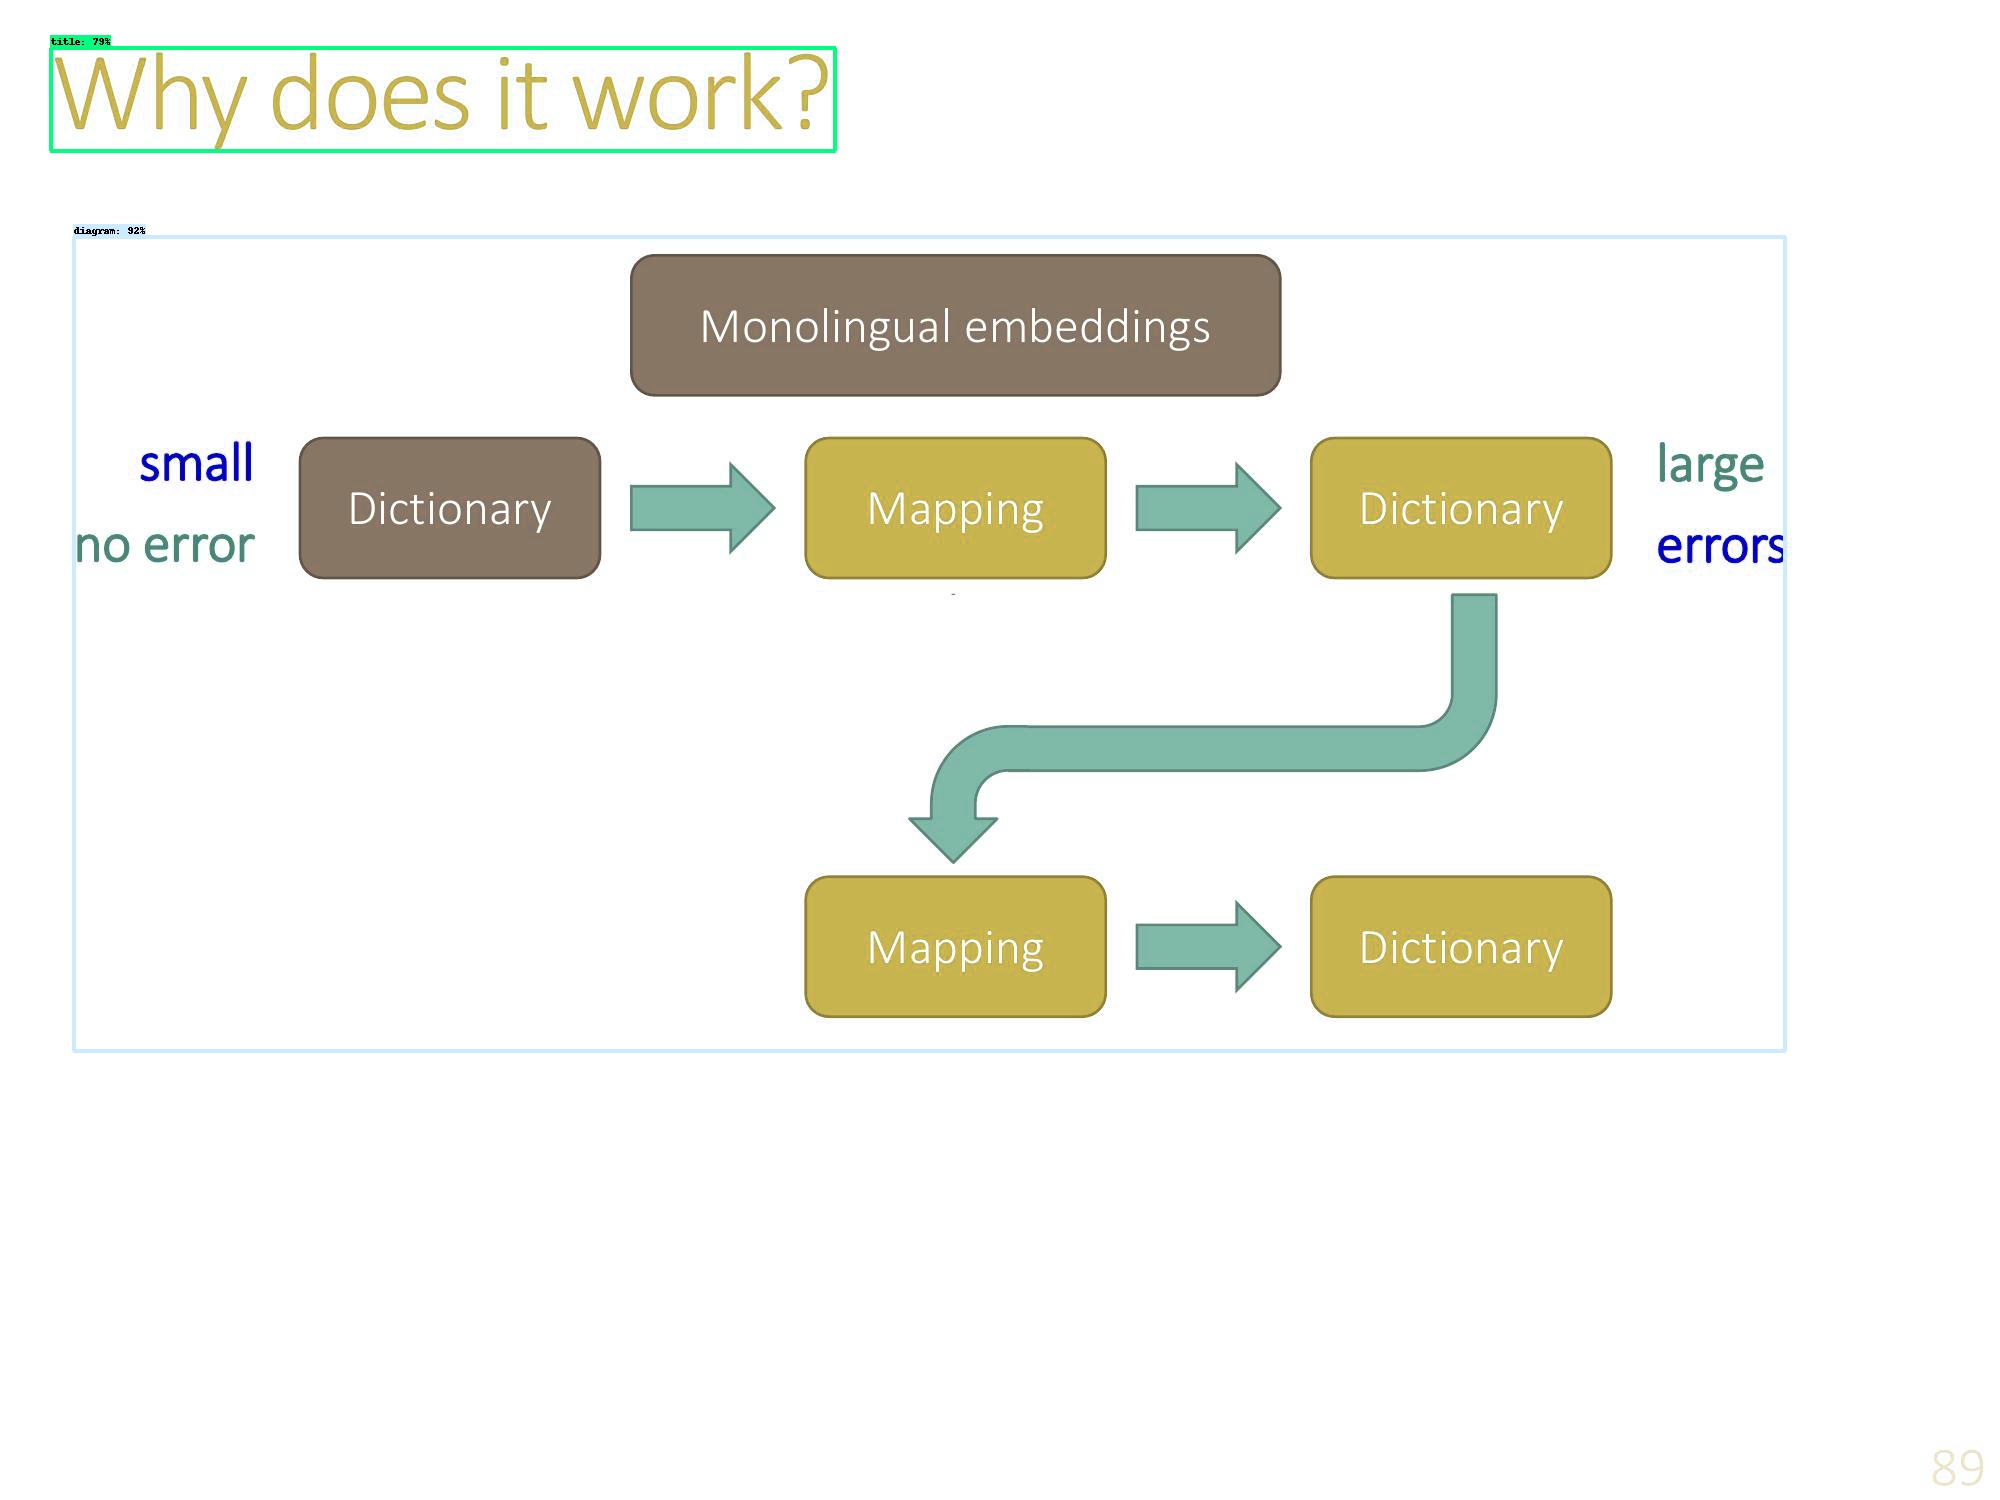 title: 79%
Why does it work?
diagram: 92%
Monolingual embeddings
small
no error
Dictionary
Mapping
Dictionary
large
errors
Mapping
Dictionary
89